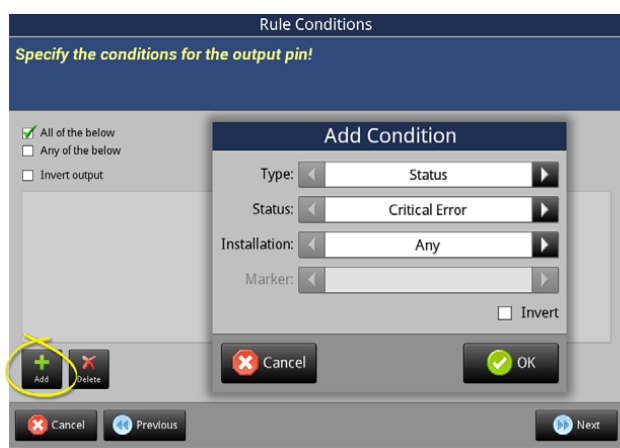 Rule Conditions
Specify the conditions for the output pin!
All of the below
Any of the below
Invert output
Add Condition
Type: Status
Status: Critical Error
Installation: Any
Marker:
Invert
Cancel OK
Add Delete
Cancel Previous Next